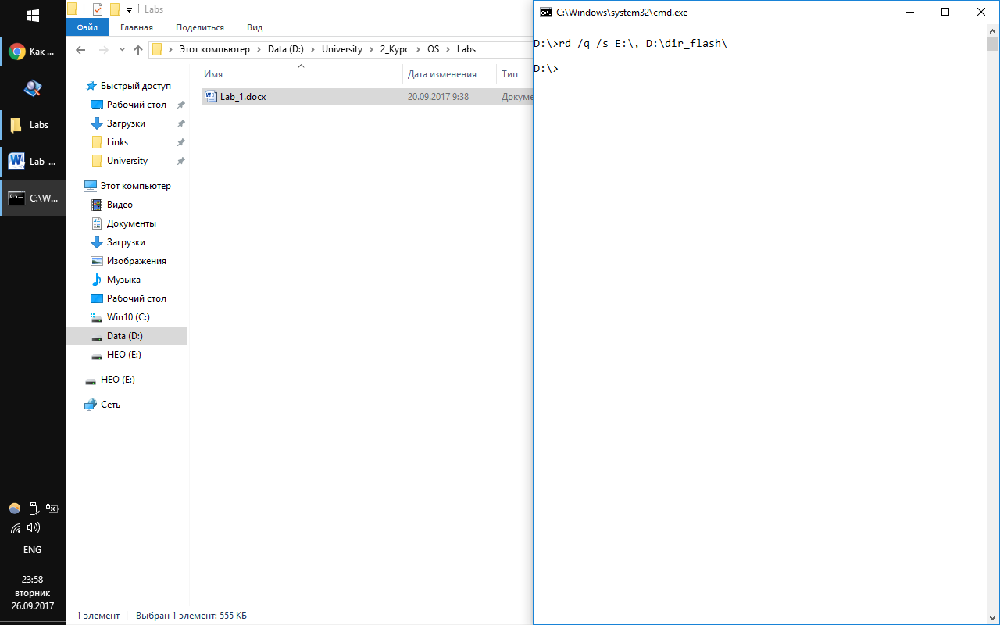 Labs
Файл Главная Поделиться Вид
Этот компьютер Data (D:) University 2_Курс OS Labs
Имя Дата изменения Тип
Lab_1.docx 20.09.2017 9:38 Докуме
Быстрый доступ
Рабочий стол
Загрузки
Links
University
Этот компьютер
Видео
Документы
Загрузки
Изображения
Музыка
Рабочий стол
Win10 (C:)
Data (D:)
HEO (E:)
HEO (E:)
Сеть
1 элемент Выбран 1 элемент: 555 КБ
Как ...
Labs
Lab_...
C:\W...
ENG
23:58
вторник
26.09.2017
C:\Windows\system32\cmd.exe
D:\>rd /q /s E:\, D:\dir_flash\
D:\>